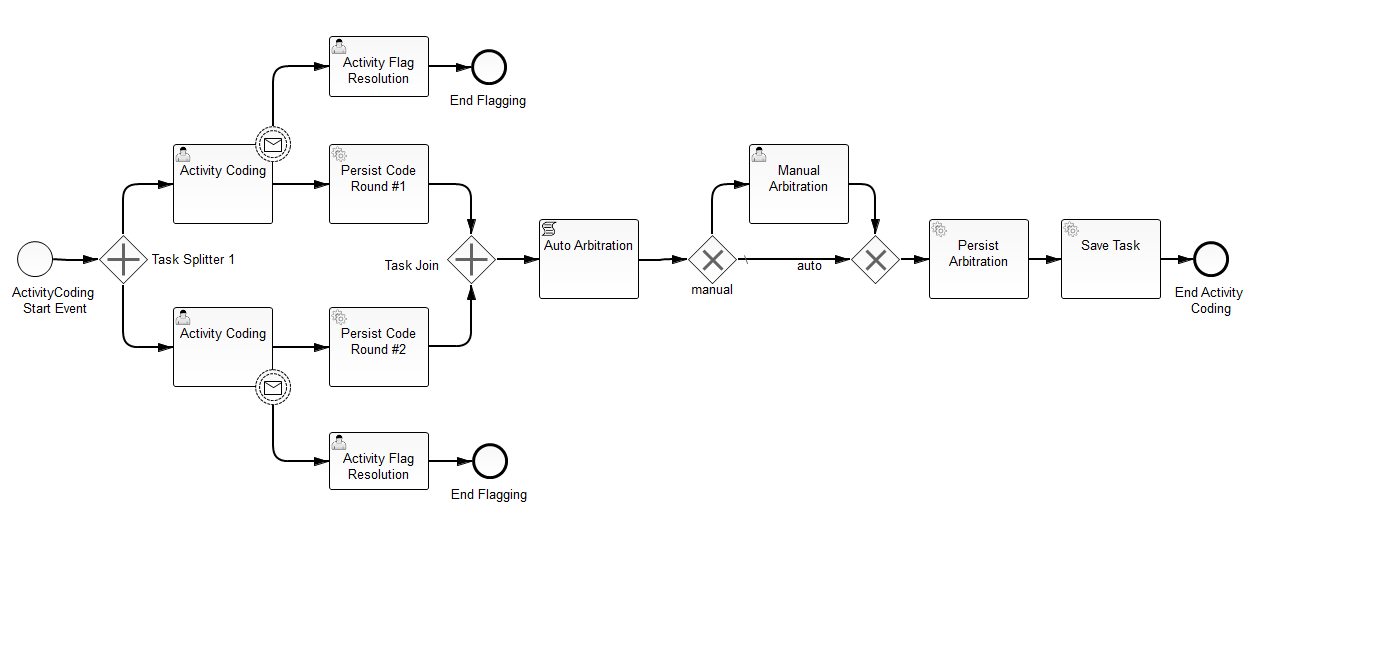 Activity Flag
Resolution
End Flagging
Activity Coding
Persist Code
Round #1
Manual
Arbitration
ActivityCoding
Start Event
Task Splitter 1
Task Join
Auto Arbitration
manual
auto
Persist
Arbitration
Save Task
End Activity
Coding
Activity Coding
Persist Code
Round #2
Activity Flag
Resolution
End Flagging